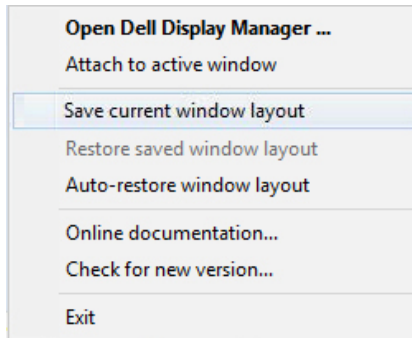 Open Dell Display Manager ...
Attach to active window
Save current window layout
Restore saved window layout
Auto-restore window layout
Online documentation...
Check for new version...
Exit